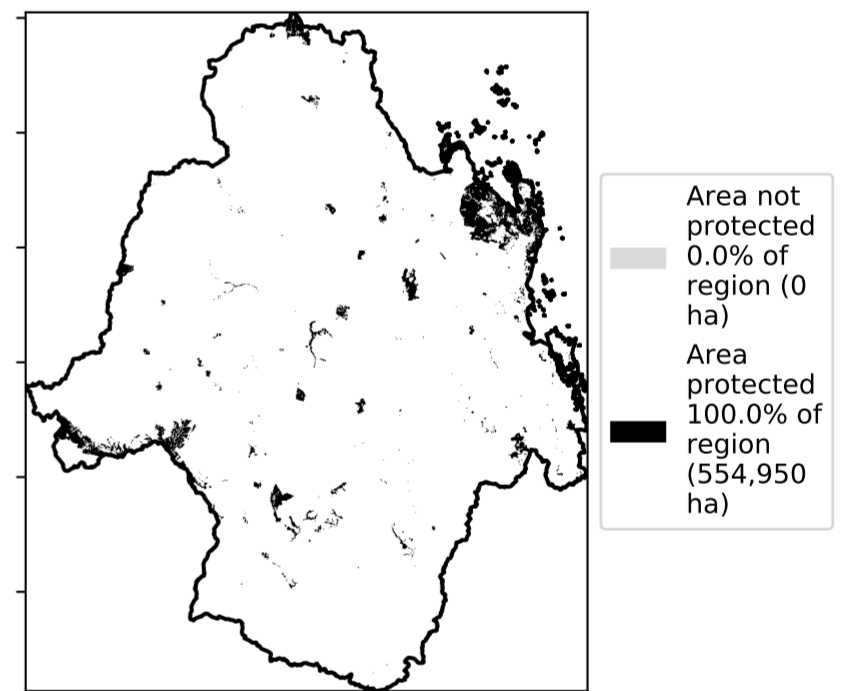 Area not
protected
0.0% of
region (0
ha)
Area
protected
100.0% of
region
(554,950
ha)